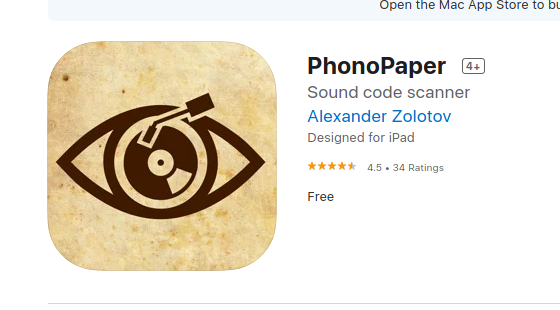 Open the Mac App Store to
PhonoPaper 4+
Sound code scanner
Alexander Zolotov
Designed for iPad
4.5 • 34 Ratings
Free